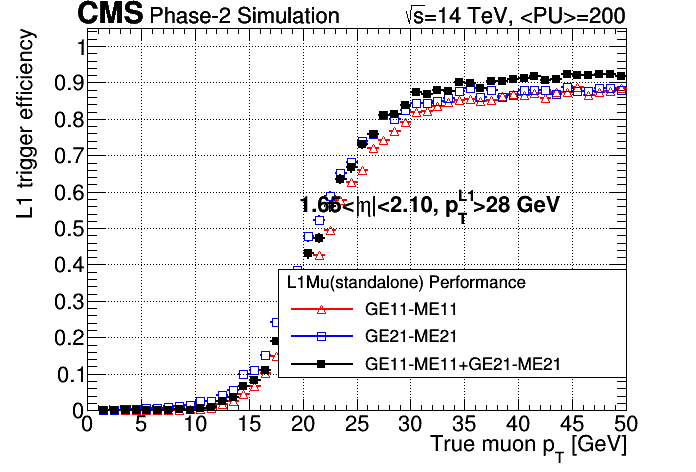 CMS Phase-2 Simulation √s=14 TeV, <PU>=200
L1 trigger efficiency
1
0.9
0.8
0.7
0.6
0.5
0.4
0.3
0.2
0.1
0
1.65<|η|<2.10, p_T^L1>28 GeV
L1Mu(standalone) Performance
GE11-ME11
GE21-ME21
GE11-ME11+GE21-ME21
0 5 10 15 20 25 30 35 40 45 50
True muon p_T [GeV]